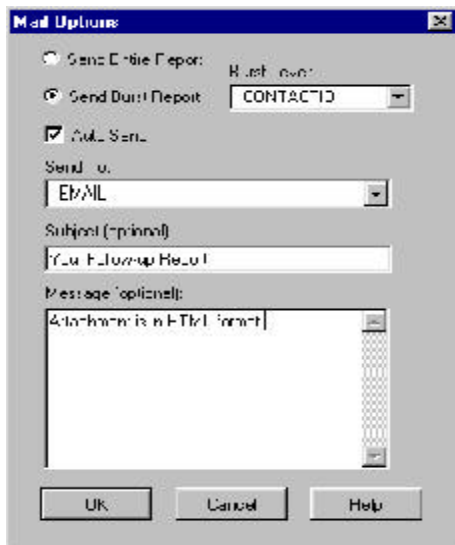 Mail Options
Send Entire Report
Burst Level
Send Burst Report
CONTACTID
Auto Send
Send To:
EMAIL
Subject (optional)
Your Follow-up Report
Message (optional):
Attachment is in HTML format.
OK
Cancel
Help